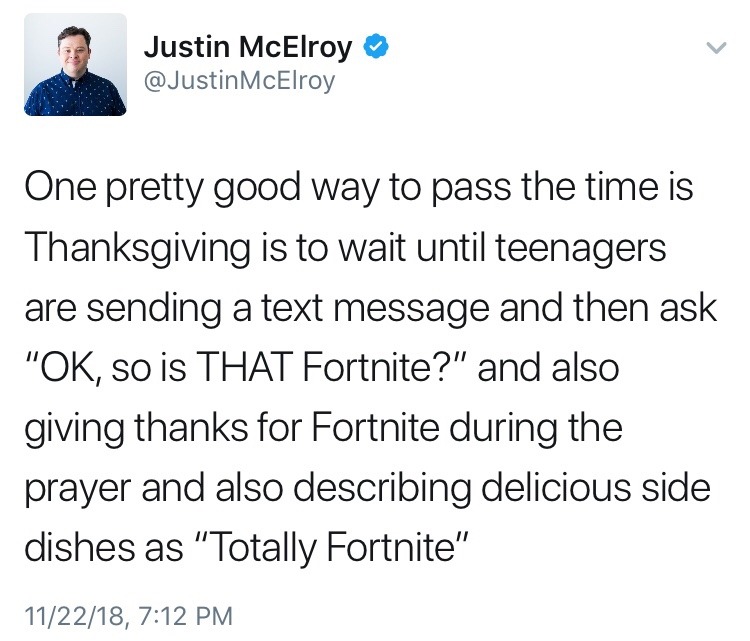 Justin McElroy
@JustinMcElroy
One pretty good way to pass the time is
Thanksgiving is to wait until teenagers
are sending a text message and then ask
“OK, so is THAT Fortnite?” and also
giving thanks for Fortnite during the
prayer and also describing delicious side
dishes as “Totally Fortnite”
11/22/18, 7:12 PM